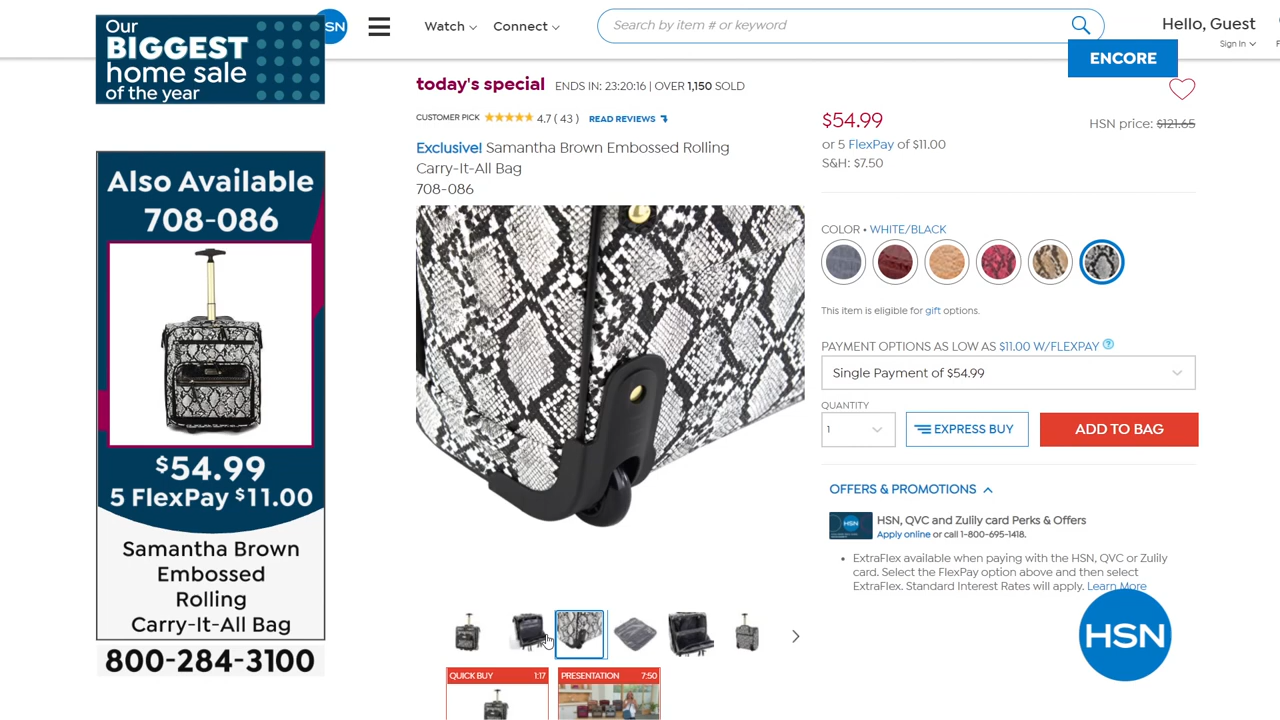 Our
BIGGEST
home sale
of the year
Also Available
708-086
$54.99
5 FlexPay $11.00
Samantha Brown
Embossed
Rolling
Carry-It-All Bag
800-284-3100
SN
Watch
Connect
Search by item # or keyword
Hello, Guest
Sign In
ENCORE
today's special ENDS IN: 23:20:16 | OVER 1,150 SOLD
CUSTOMER PICK 4.7 ( 43 ) READ REVIEWS
Exclusive! Samantha Brown Embossed Rolling
Carry-It-All Bag
708-086
QUICK BUY 1:17
PRESENTATION 7:50
$54.99
HSN price: $121.65
or 5 FlexPay of $11.00
S&H: $7.50
COLOR • WHITE/BLACK
This item is eligible for gift options.
PAYMENT OPTIONS AS LOW AS $11.00 W/FLEXPAY ?
Single Payment of $54.99
QUANTITY
1
EXPRESS BUY
ADD TO BAG
OFFERS & PROMOTIONS
HSN
HSN, QVC and Zulily card Perks & Offers
Apply online or call 1-800-695-1418.
• ExtraFlex available when paying with the HSN, QVC or Zulily
card. Select the FlexPay option above and then select
ExtraFlex. Standard Interest Rates will apply. Learn More
HSN